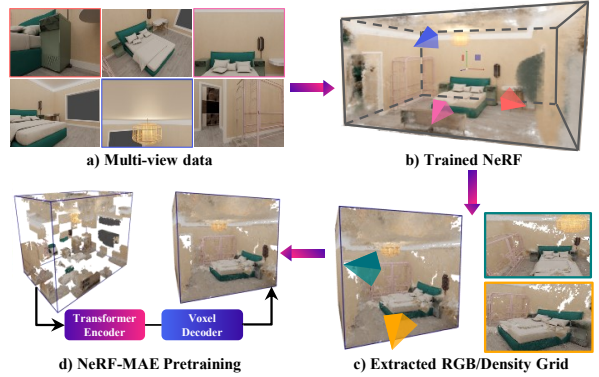 a) Multi-view data
b) Trained NeRF
Transformer
Encoder
Voxel
Decoder
d) NeRF-MAE Pretraining
c) Extracted RGB/Density Grid